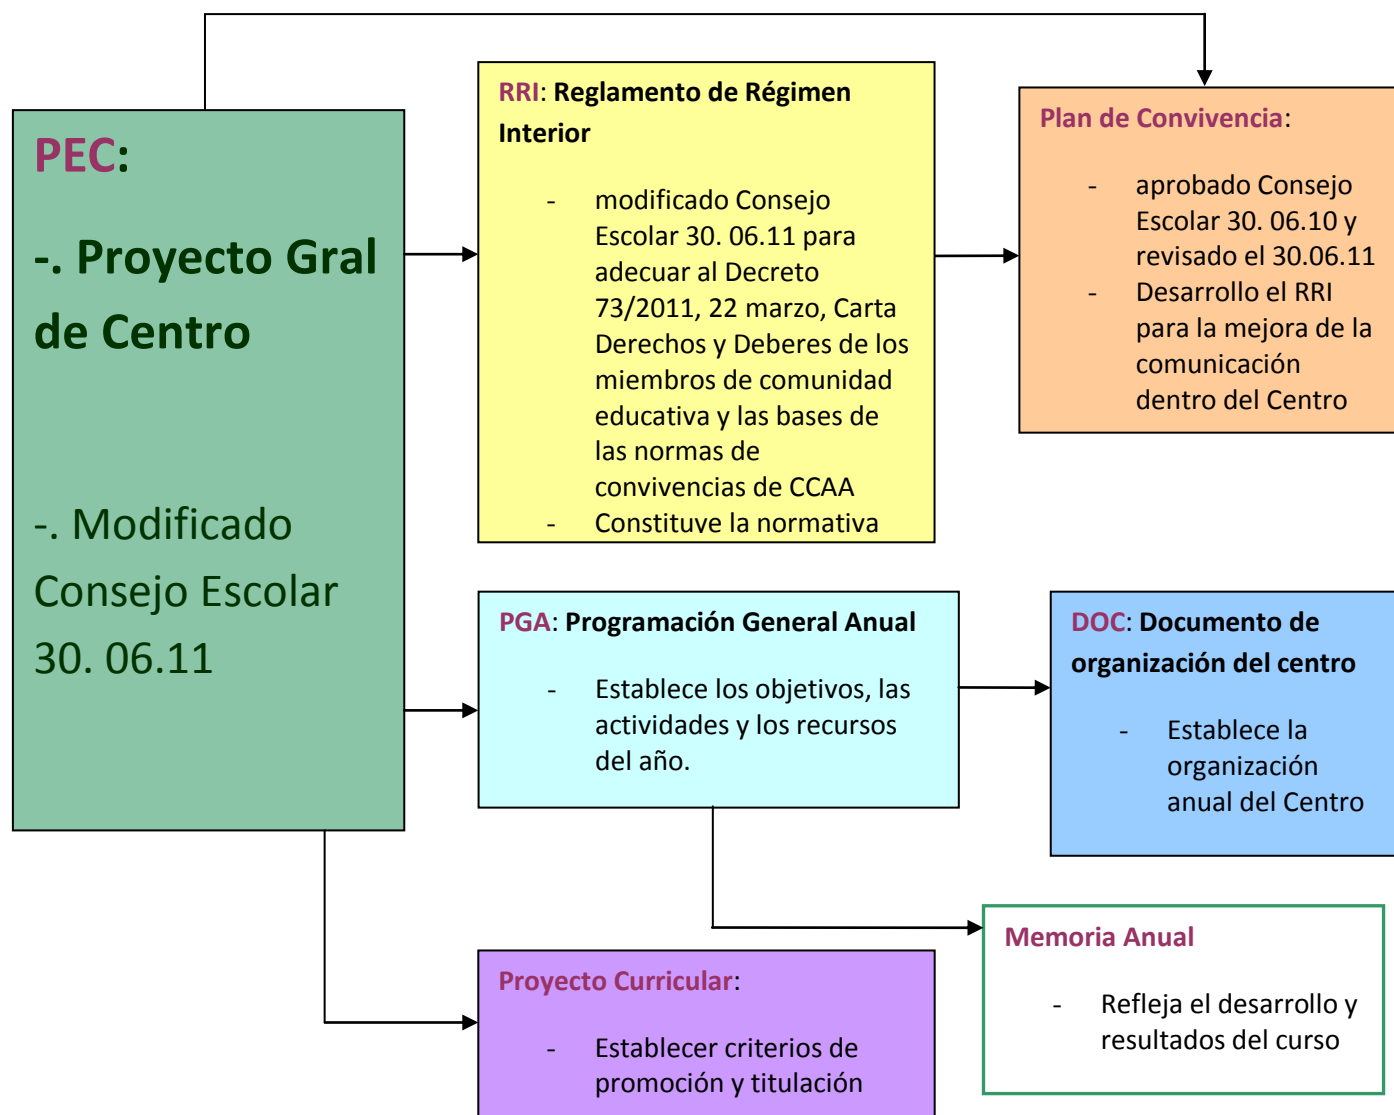 PEC:
-. Proyecto Gral
de Centro
-. Modificado
Consejo Escolar
30. 06.11
RRI: Reglamento de Régimen
Interior
- modificado Consejo
Escolar 30. 06.11 para
adecuar al Decreto
73/2011, 22 marzo, Carta
Derechos y Deberes de los
miembros de comunidad
educativa y las bases de
las normas de
convivencias de CCAA
- Constituye la normativa
Plan de Convivencia:
- aprobado Consejo
Escolar 30. 06.10 y
revisado el 30.06.11
- Desarrollo el RRI
para la mejora de la
comunicación
dentro del Centro
PGA: Programación General Anual
- Establece los objetivos, las
actividades y los recursos
del año.
DOC: Documento de
organización del centro
- Establece la
organización
anual del Centro
Memoria Anual
- Refleja el desarrollo y
resultados del curso
Proyecto Curricular:
- Establecer criterios de
promoción y titulación